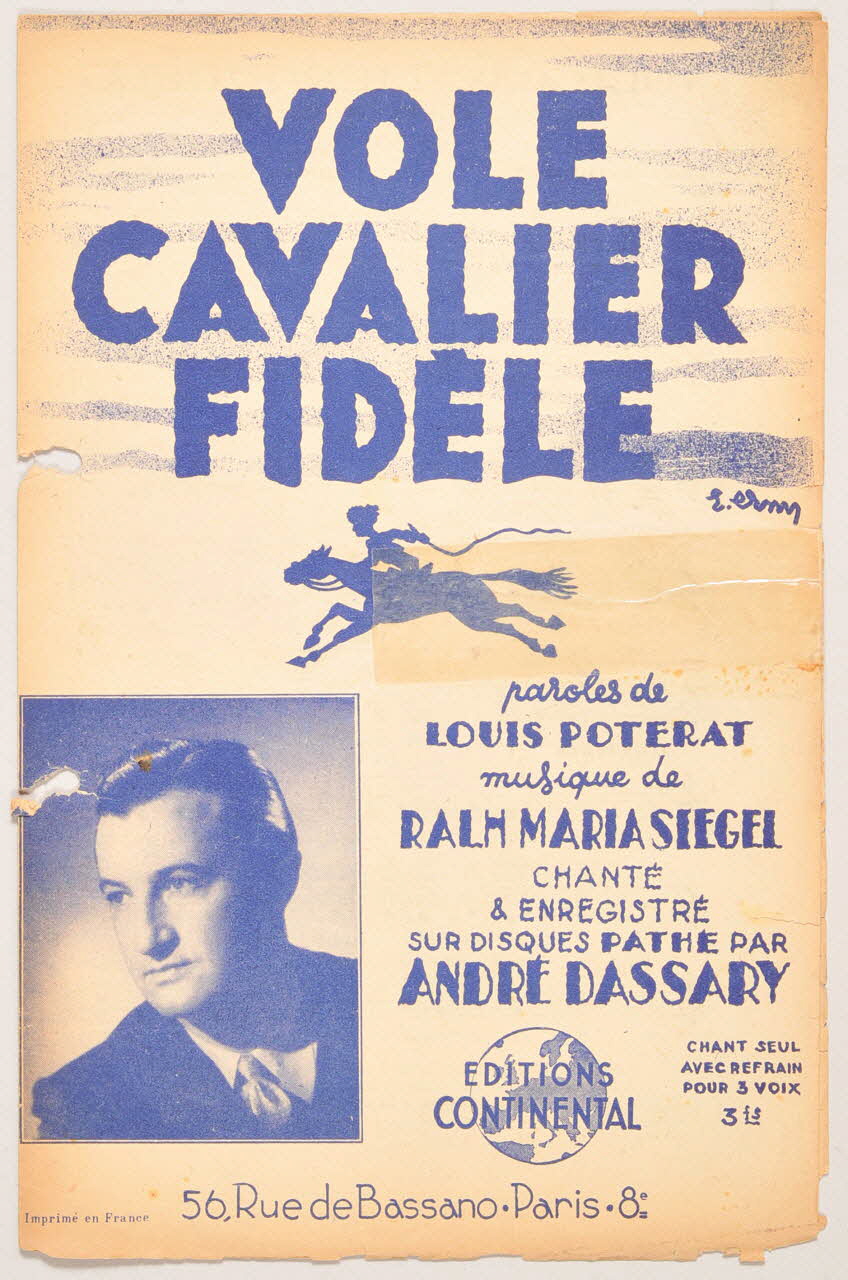 VOLE
CAVALIER
FIDÈLE
paroles de
LOUIS POTERAT
musique de
RALH MARIA SIEGEL
CHANTÉ
& ENREGISTRÉ
SUR DISQUES PATHE PAR
ANDRÉ DASSARY
EDITIONS
CONTINENTAL
CHANT SEUL
AVEC REFRAIN
POUR 3 VOIX
3 fs
56, Rue de Bassano • Paris • 8e
Imprimé en France